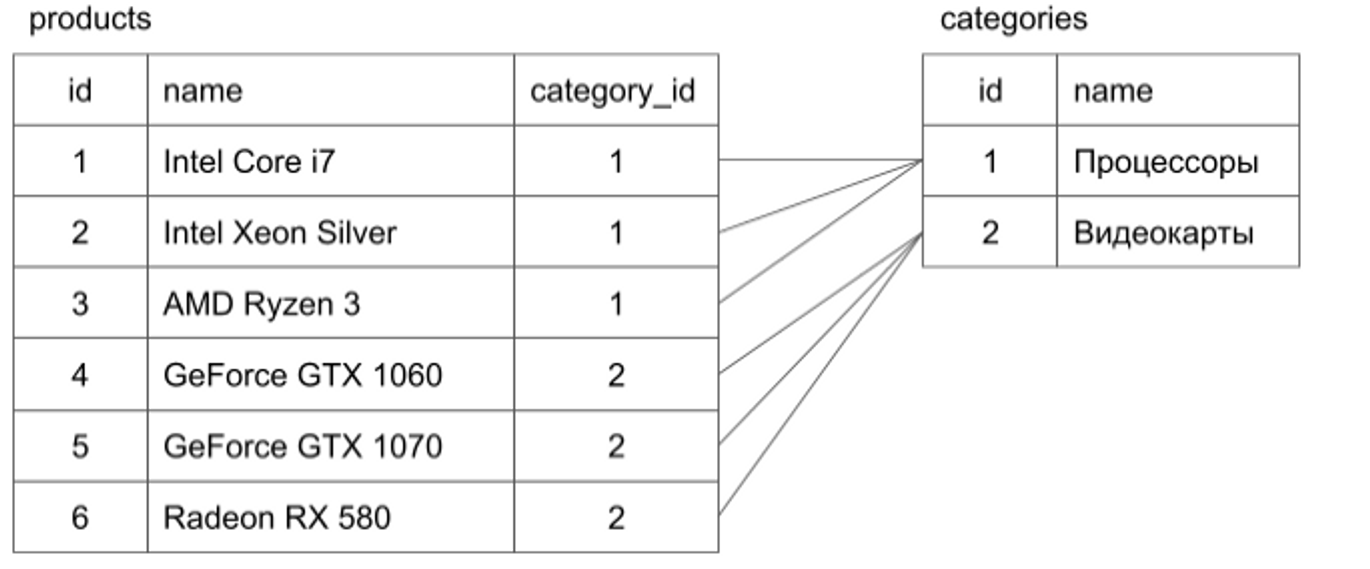 products
id name category_id
1 Intel Core i7 1
2 Intel Xeon Silver 1
3 AMD Ryzen 3 1
4 GeForce GTX 1060 2
5 GeForce GTX 1070 2
6 Radeon RX 580 2
categories
id name
1 Процессоры
2 Видеокарты